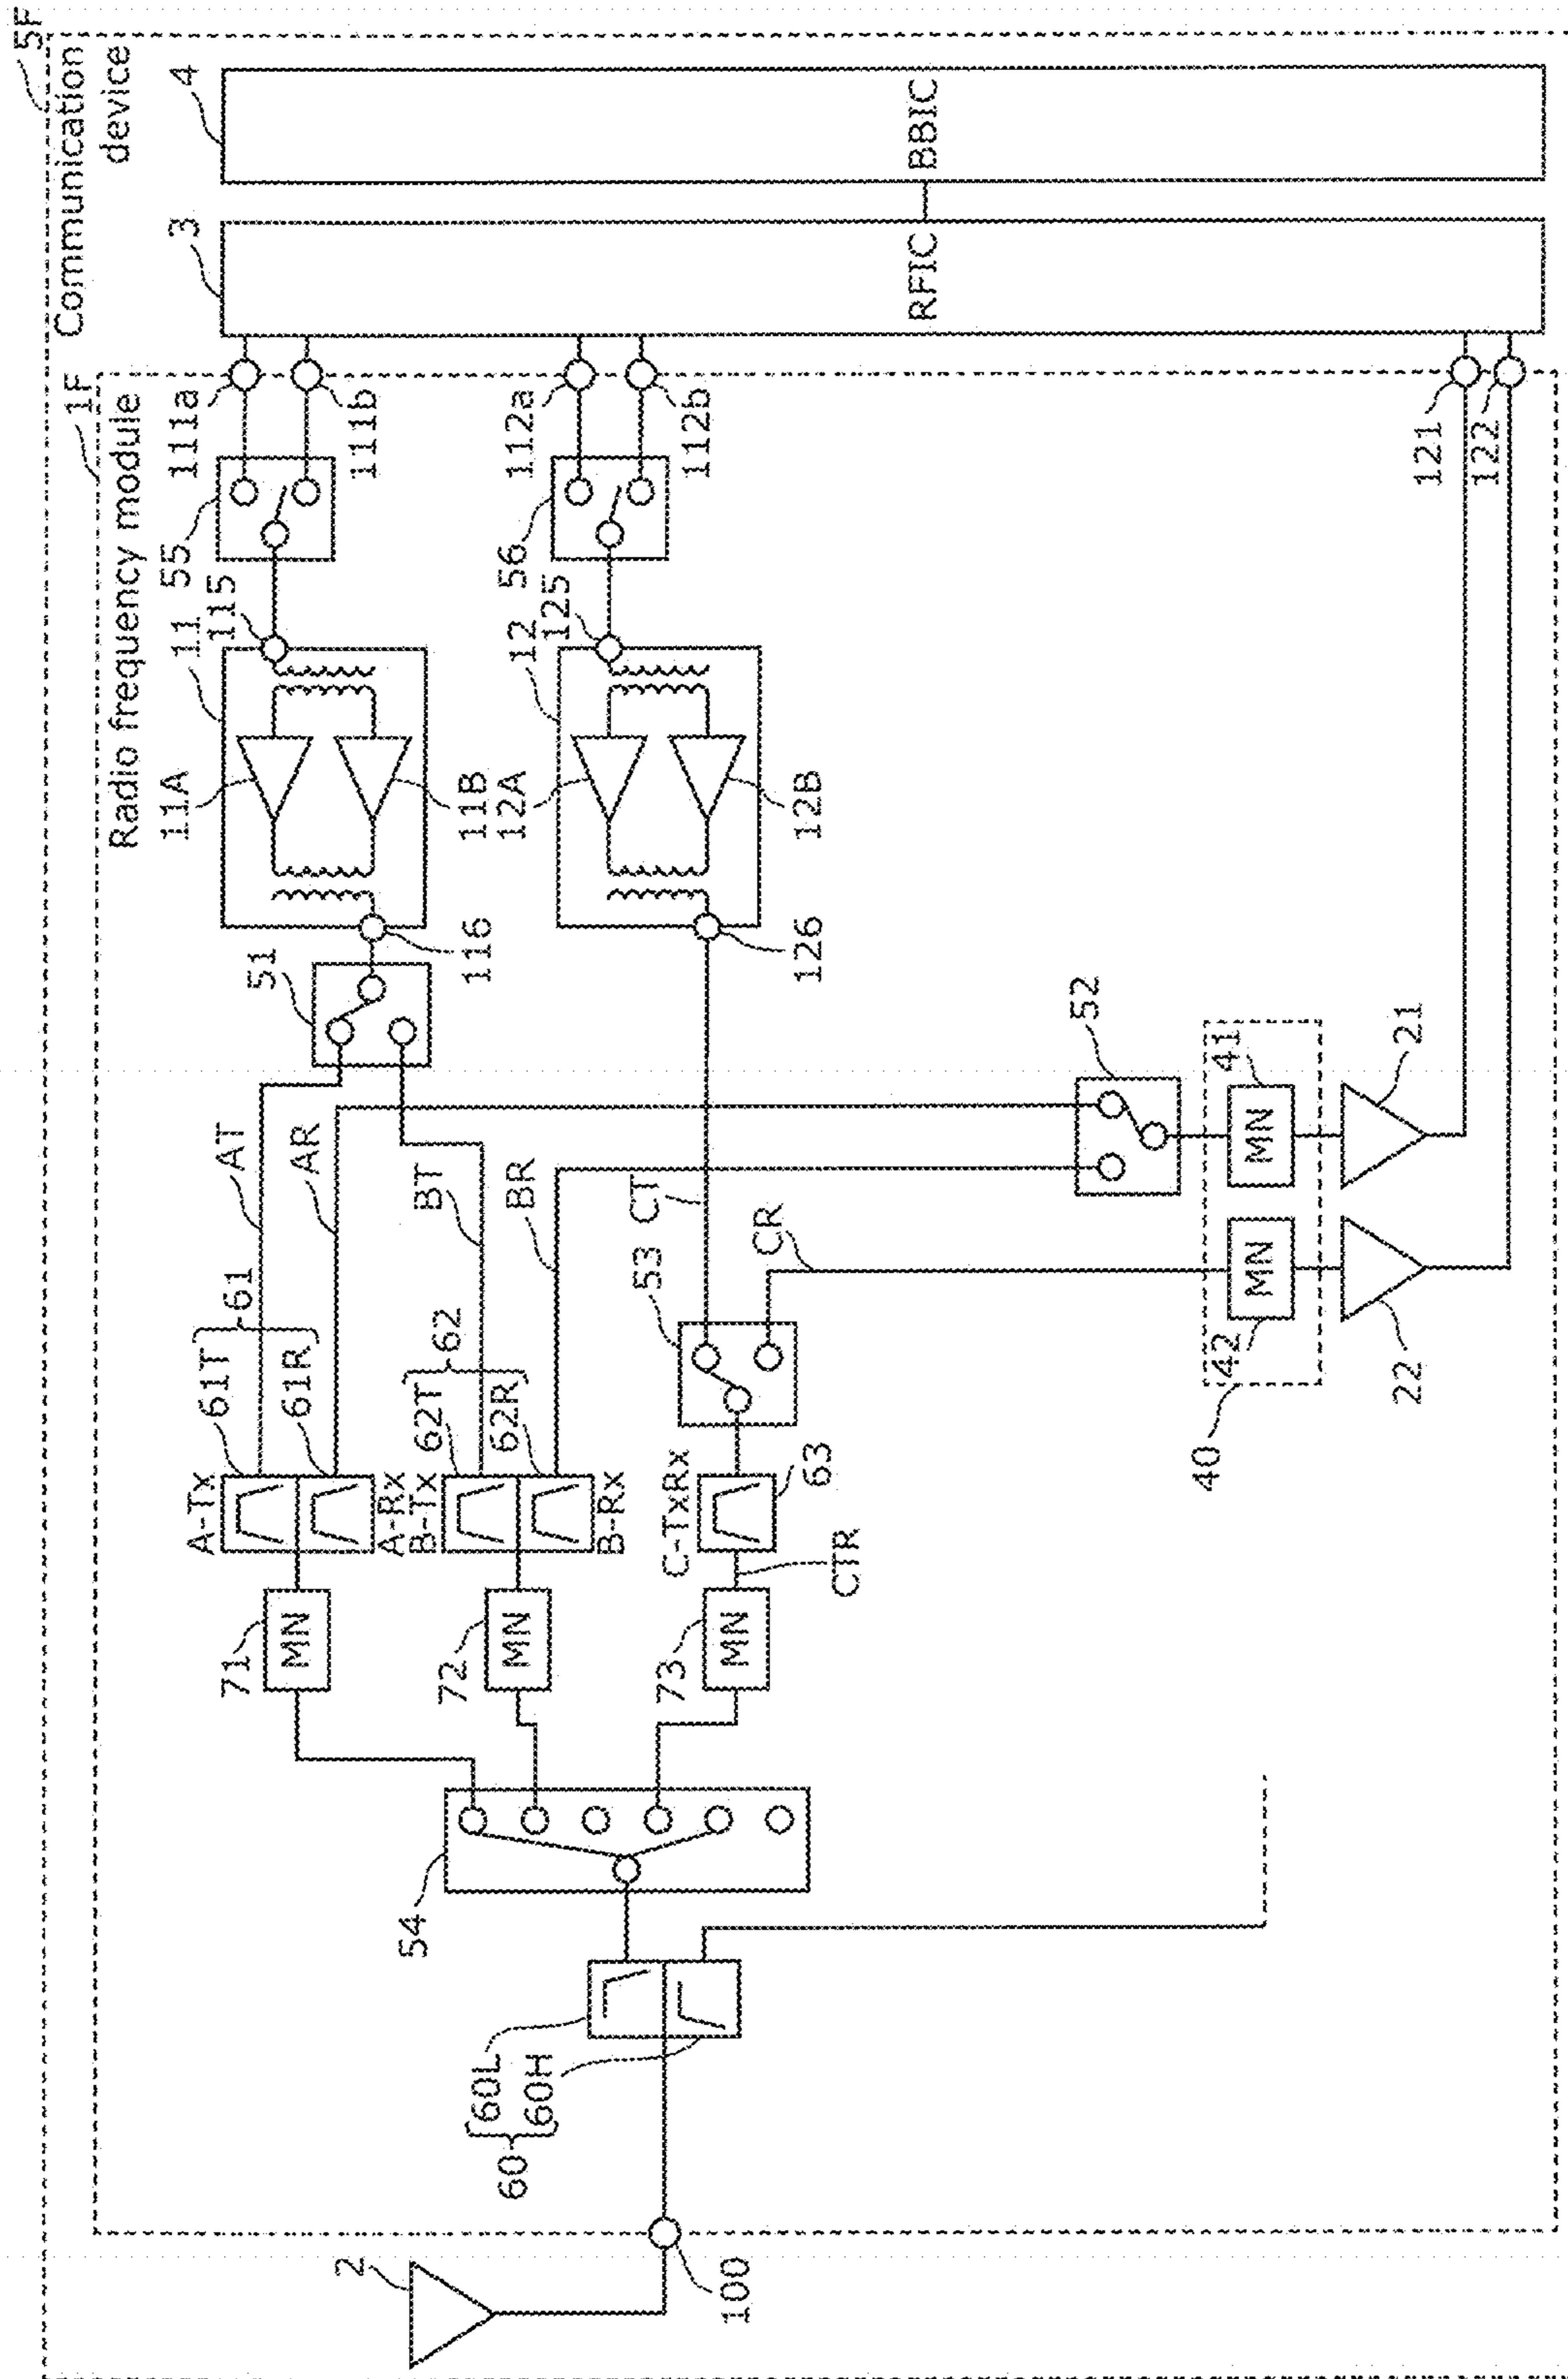 5F
Communication
device
1F
Radio frequency module
4
BBIC
3
RFIC
111a
111b
112a
112b
121
122
55
56
115
125
11
12
11A
11B
12A
12B
116
126
51
52
41
MN
21
42
MN
22
40
AT
AR
BT
BR
CT
CR
53
61
61T
61R
62
62T
62R
63
A-Tx
A-Rx
B-Tx
B-Rx
C-TxRx
CTR
71
MN
72
MN
73
MN
54
60
60L
60H
2
100